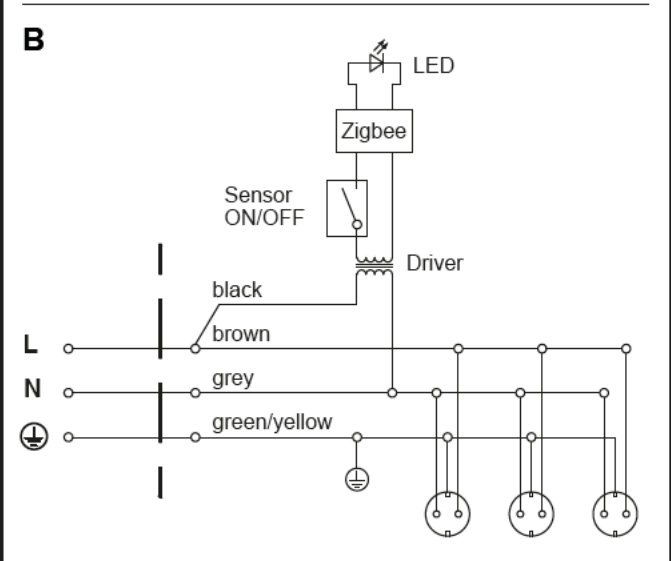 B
LED
Zigbee
Sensor
ON/OFF
Driver
black
L
brown
N
grey
green/yellow